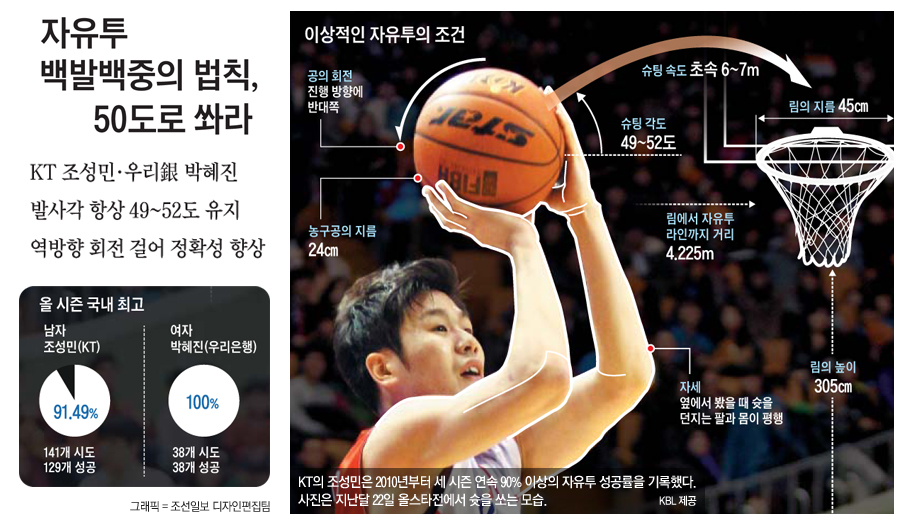 자유투
백발백중의 법칙,
50도로 쏴라
KT 조성민·우리銀 박혜진
발사각 항상 49~52도 유지
역방향 회전 걸어 정확성 향상
올 시즌 국내 최고
남자
조성민(KT)
91.49%
141개 시도
129개 성공
여자
박혜진(우리은행)
100%
38개 시도
38개 성공
그래픽 = 조선일보 디자인편집팀
이상적인 자유투의 조건
공의 회전
진행 방향에
반대쪽
star
FIBA
농구공의 지름
24cm
슈팅 속도 초속 6~7m
슈팅 각도
49~52도
림의 지름 45cm
림에서 자유투
라인까지 거리
4.225m
림의 높이
305cm
자세
옆에서 봤을 때 슛을
던지는 팔과 몸이 평행
KT의 조성민은 2010년부터 세 시즌 연속 90% 이상의 자유투 성공률을 기록했다.
사진은 지난달 22일 올스타전에서 슛을 쏘는 모습.
KBL 제공